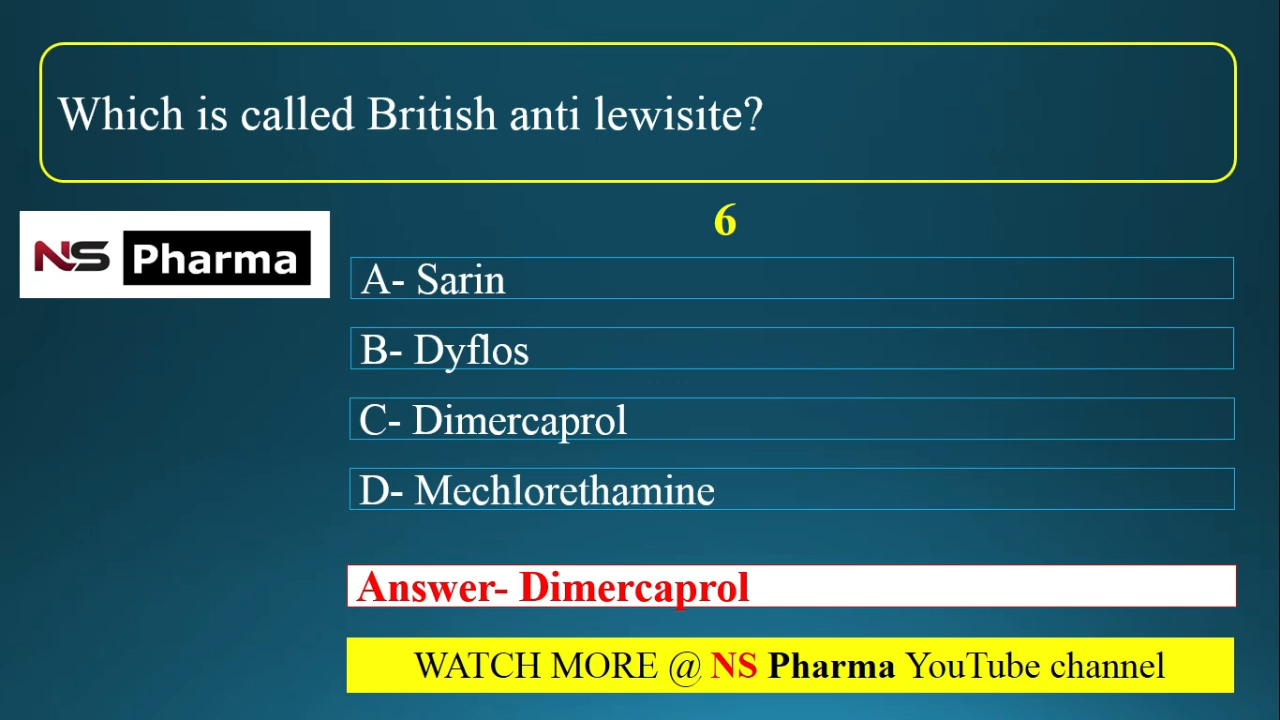 Which is called British anti lewisite?
6
NS Pharma
A- Sarin
B- Dyflos
C- Dimercaprol
D- Mechlorethamine
Answer- Dimercaprol
WATCH MORE @ NS Pharma YouTube channel